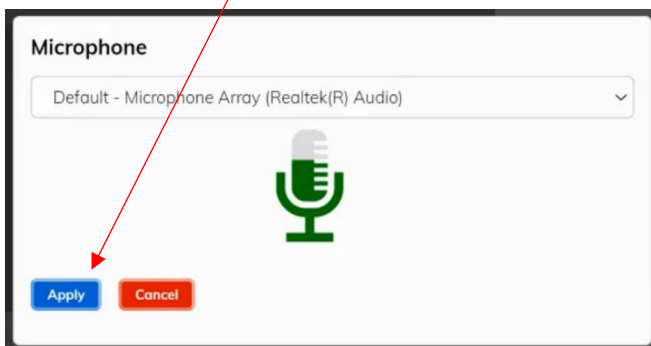 Microphone
Default - Microphone Array (Realtek(R) Audio)
Apply Cancel